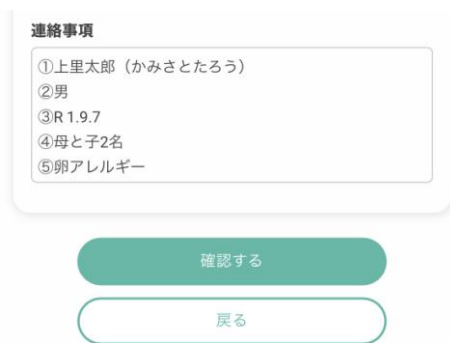 連絡事項
①上里太郎（かみさとたろう）
②男
③R 1.9.7
④母と子2名
⑤卵アレルギー
確認する
戻る